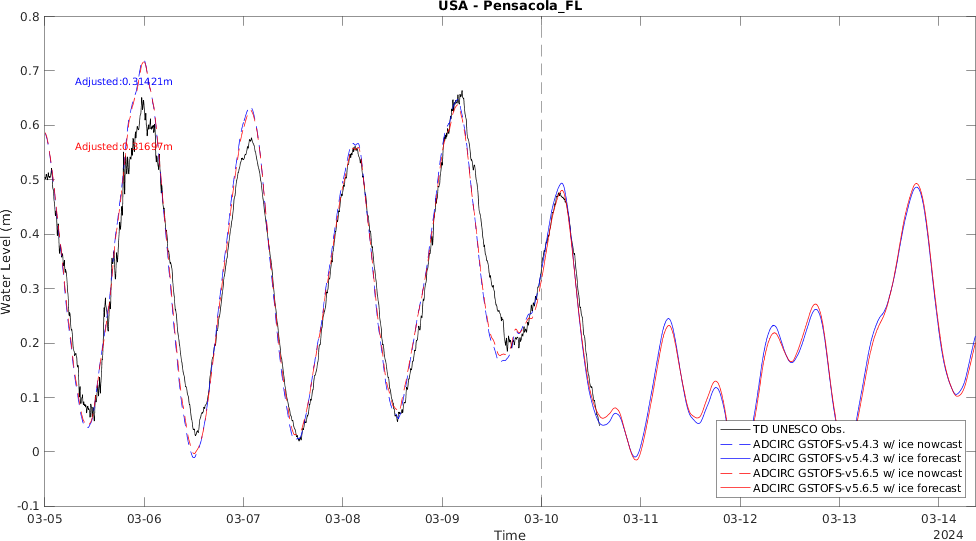 USA - Pensacola_FL
0.8
0.7
0.6
0.5
0.4
0.3
0.2
0.1
0
-0.1
Water Level (m)
Adjusted:0.31421m
Adjusted:0.31697m
TD UNESCO Obs.
ADCIRC GSTOFS-v5.4.3 w/ ice nowcast
ADCIRC GSTOFS-v5.4.3 w/ ice forecast
ADCIRC GSTOFS-v5.6.5 w/ ice nowcast
ADCIRC GSTOFS-v5.6.5 w/ ice forecast
03-05 03-06 03-07 03-08 03-09 03-10 03-11 03-12 03-13 03-14
Time
2024